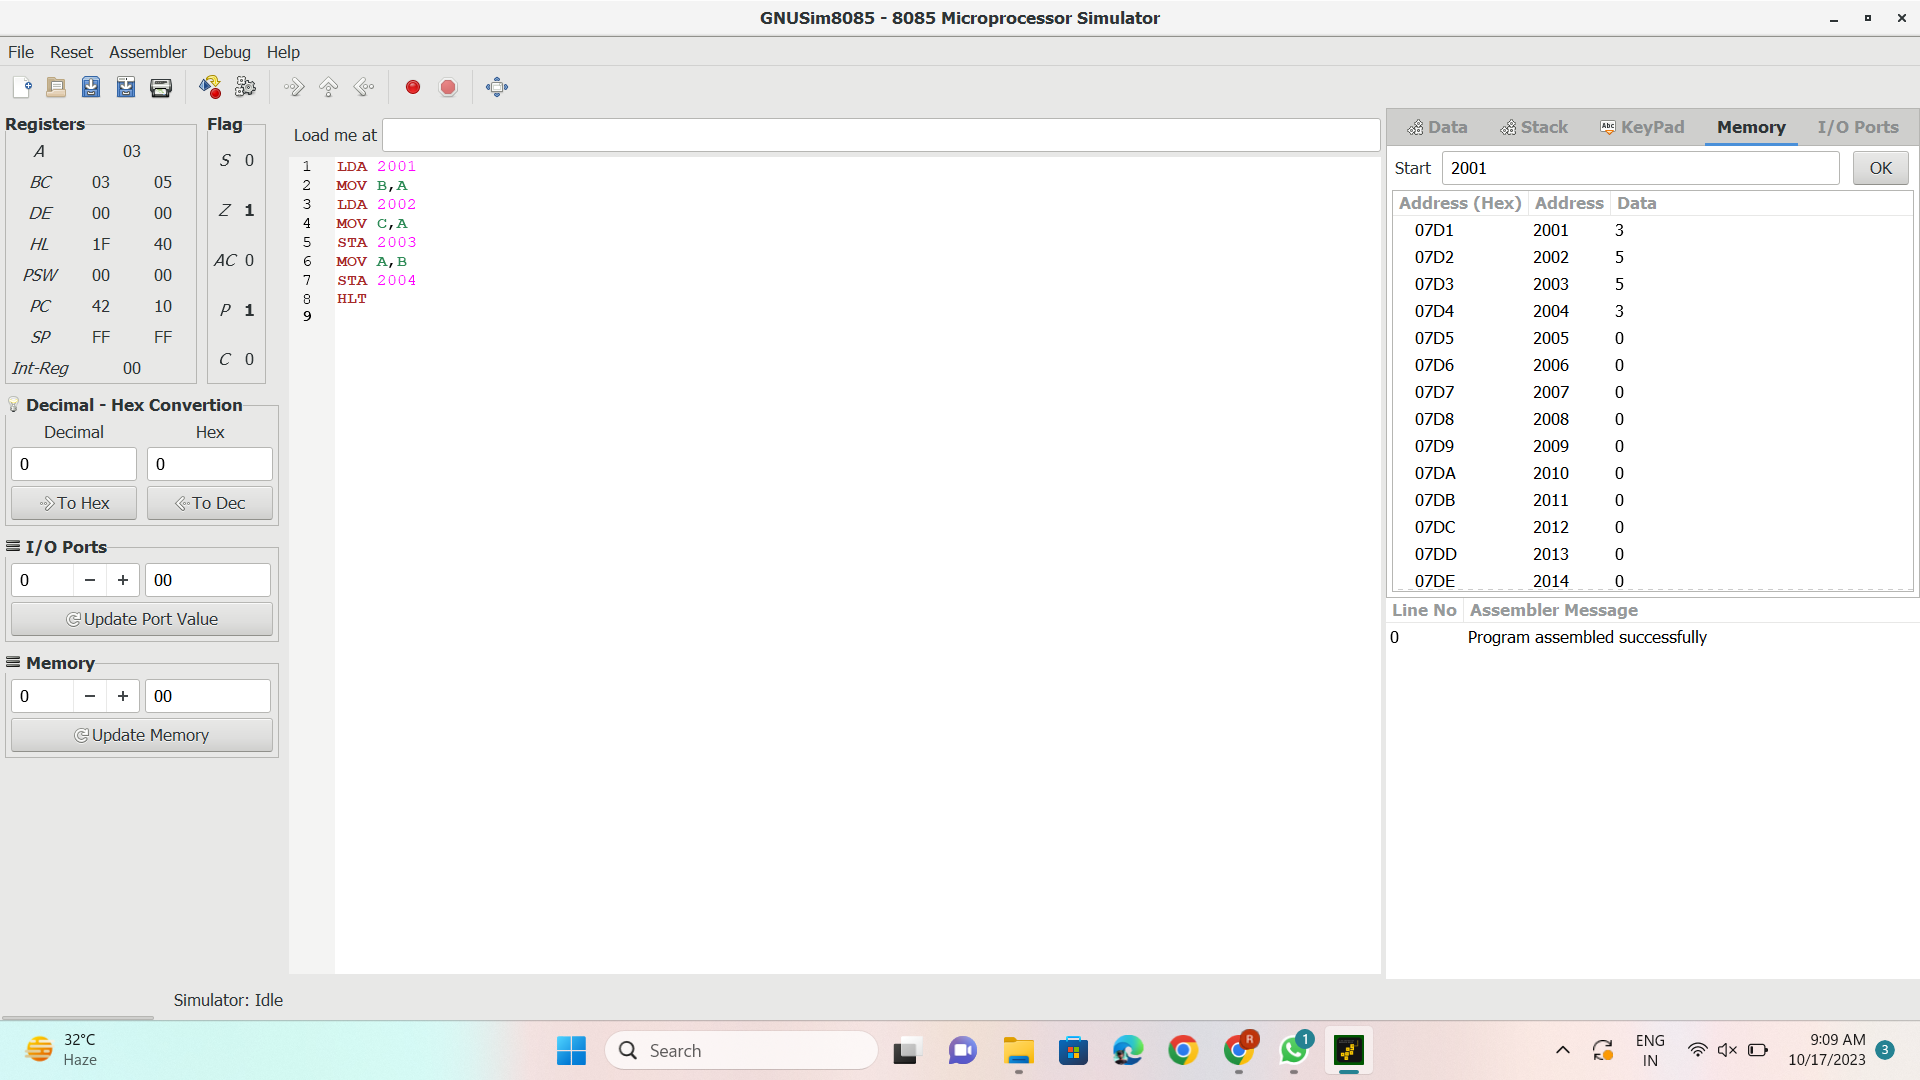 GNUSim8085 - 8085 Microprocessor Simulator
File Reset Assembler Debug Help
Registers
A 03
BC 03 05
DE 00 00
HL 1F 40
PSW 00 00
PC 42 10
SP FF FF
Int-Reg 00
Flag
S 0
Z 1
AC 0
P 1
C 0
Decimal - Hex Convertion
Decimal Hex
0 0
To Hex To Dec
I/O Ports
0 − + 00
Update Port Value
Memory
0 − + 00
Update Memory
Load me at
1 LDA 2001
2 MOV B,A
3 LDA 2002
4 MOV C,A
5 STA 2003
6 MOV A,B
7 STA 2004
8 HLT
9
Data Stack Abc KeyPad Memory I/O Ports
Start 2001 OK
Address (Hex) Address Data
07D1 2001 3
07D2 2002 5
07D3 2003 5
07D4 2004 3
07D5 2005 0
07D6 2006 0
07D7 2007 0
07D8 2008 0
07D9 2009 0
07DA 2010 0
07DB 2011 0
07DC 2012 0
07DD 2013 0
07DE 2014 0
Line No Assembler Message
0 Program assembled successfully
Simulator: Idle
32°C
Haze
Search
R
1
ENG
IN
9:09 AM
10/17/2023
3